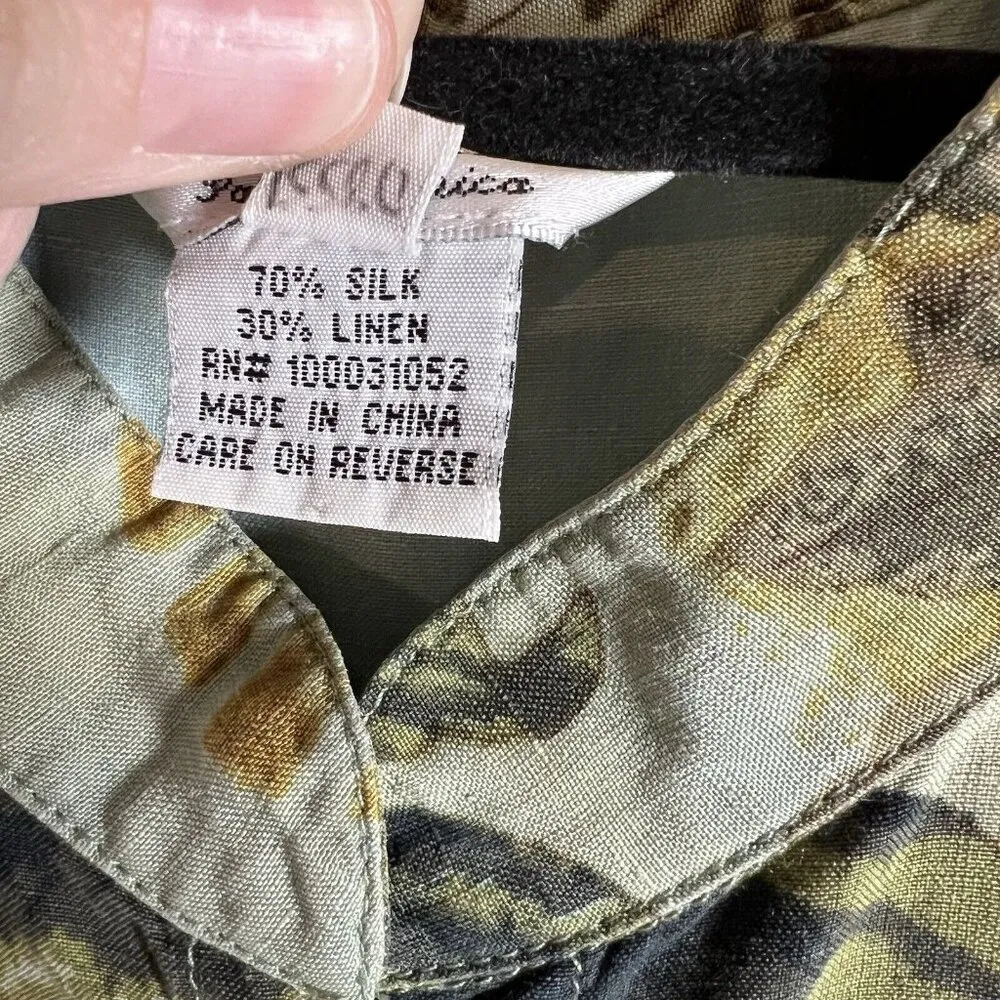 70% SILK
30% LINEN
RN# 100031052
MADE IN CHINA
CARE ON REVERSE